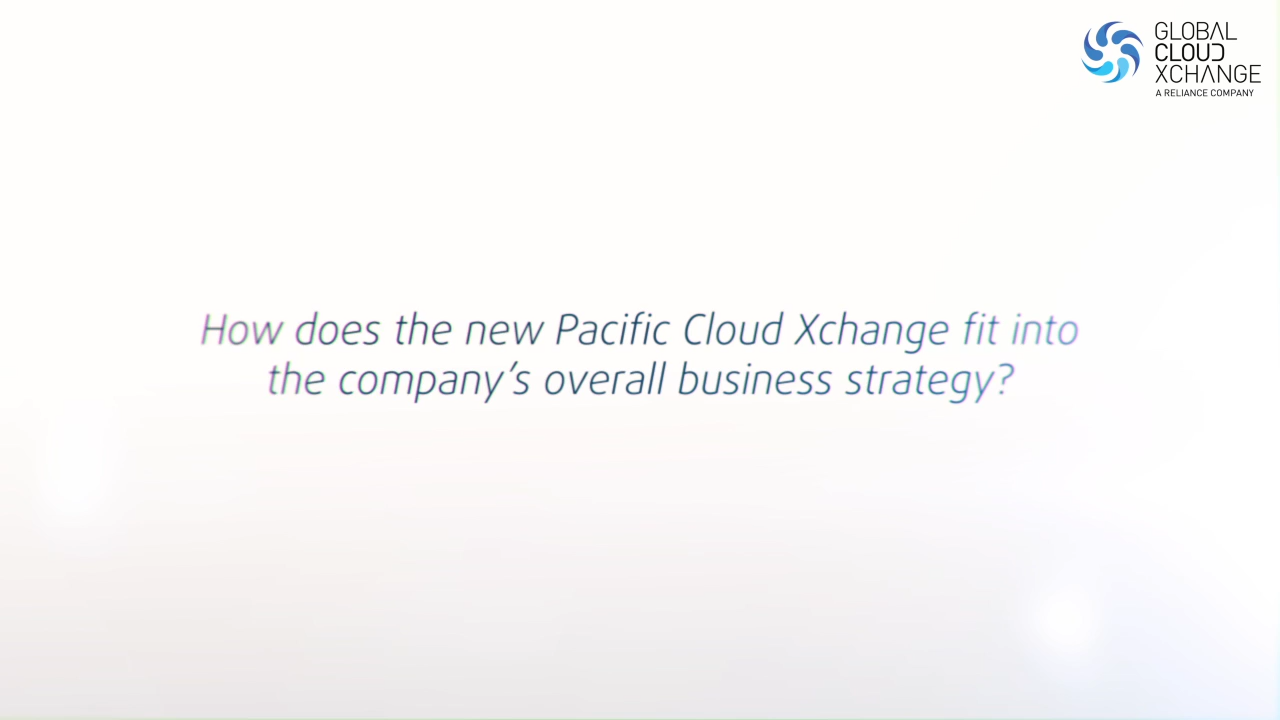 GLOBAL
CLOUD
XCHANGE
A RELIANCE COMPANY
How does the new Pacific Cloud Xchange fit into
the company's overall business strategy?